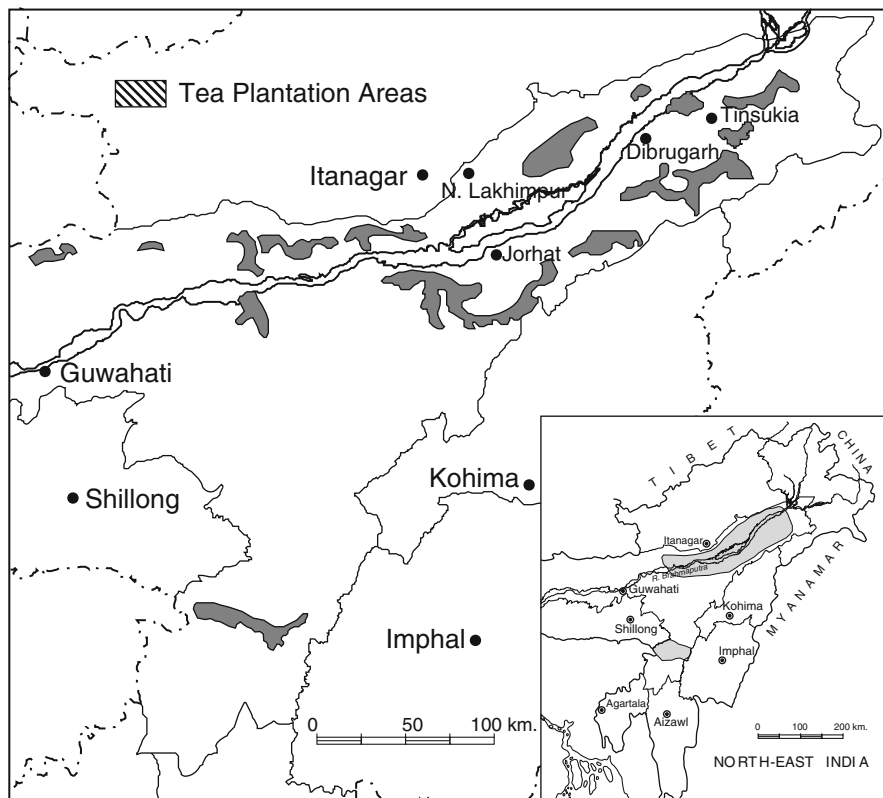 Tea Plantation Areas
Tinsukia
Dibrugarh
Itanagar
N. Lakhimpur
Jorhat
Guwahati
Kohima
Shillong
Imphal
0 50 100 km.
TIBET
CHINA
Itanagar
R. Brahmaputra
Guwahati
MYANAMAR
Kohima
Shillong
Imphal
Agartala
Aizawl
0 100 200 km.
NORTH-EAST INDIA